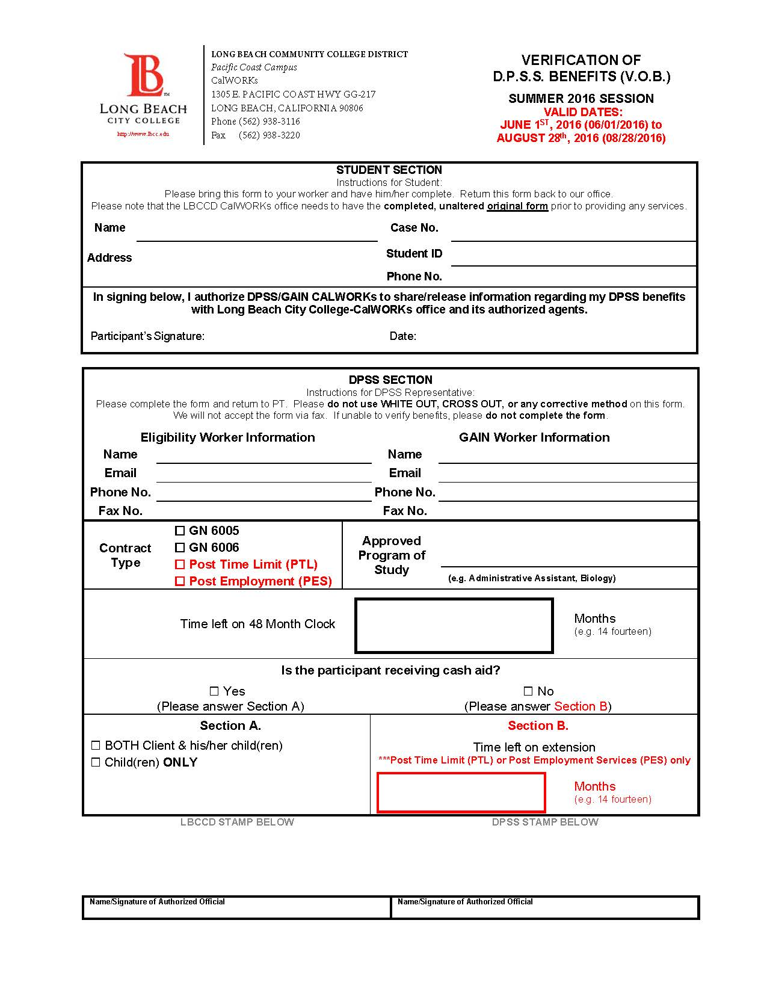 LB™
LONG BEACH
CITY COLLEGE
http://www.lbcc.edu
LONG BEACH COMMUNITY COLLEGE DISTRICT
Pacific Coast Campus
CalWORKs
1305 E. PACIFIC COAST HWY GG-217
LONG BEACH, CALIFORNIA 90806
Phone (562) 938-3116
Fax (562) 938-3220
VERIFICATION OF
D.P.S.S. BENEFITS (V.O.B.)
SUMMER 2016 SESSION
VALID DATES:
JUNE 1ST, 2016 (06/01/2016) to
AUGUST 28th, 2016 (08/28/2016)
STUDENT SECTION
Instructions for Student:
Please bring this form to your worker and have him/her complete. Return this form back to our office.
Please note that the LBCCD CalWORKs office needs to have the completed, unaltered original form prior to providing any services.
Name Case No.
Address Student ID
Phone No.
In signing below, I authorize DPSS/GAIN CALWORKs to share/release information regarding my DPSS benefits
with Long Beach City College-CalWORKs office and its authorized agents.
Participant's Signature: Date:
DPSS SECTION
Instructions for DPSS Representative:
Please complete the form and return to PT. Please do not use WHITE OUT, CROSS OUT, or any corrective method on this form.
We will not accept the form via fax. If unable to verify benefits, please do not complete the form.
Eligibility Worker Information GAIN Worker Information
Name Name
Email Email
Phone No. Phone No.
Fax No. Fax No.
Contract
Type
☐ GN 6005
☐ GN 6006
☐ Post Time Limit (PTL)
☐ Post Employment (PES)
Approved
Program of
Study
(e.g. Administrative Assistant, Biology)
Time left on 48 Month Clock
Months
(e.g. 14 fourteen)
Is the participant receiving cash aid?
☐ Yes ☐ No
(Please answer Section A) (Please answer Section B)
Section A.
☐ BOTH Client & his/her child(ren)
☐ Child(ren) ONLY
Section B.
Time left on extension
***Post Time Limit (PTL) or Post Employment Services (PES) only
Months
(e.g. 14 fourteen)
LBCCD STAMP BELOW DPSS STAMP BELOW
Name/Signature of Authorized Official Name/Signature of Authorized Official